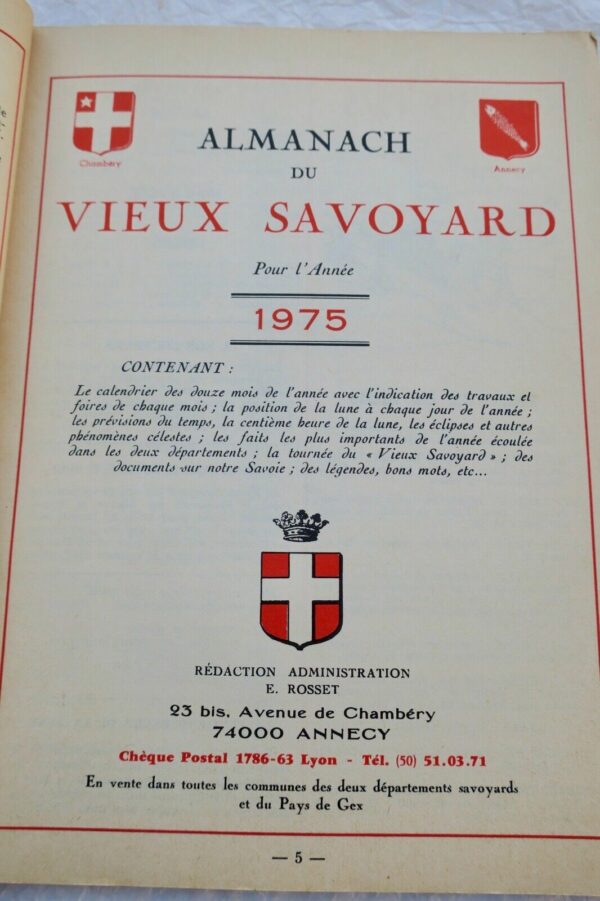 ALMANACH
Chambéry
Annecy
DU
VIEUX SAVOYARD
Pour l'Année
1975
CONTENANT :
Le calendrier des douze mois de l'année avec l'indication des travaux et
foires de chaque mois ; la position de la lune à chaque jour de l'année ;
les prévisions du temps, la centième heure de la lune, les éclipses et autres
phénomènes célestes ; les faits les plus importants de l'année écoulée
dans les deux départements ; la tournée du « Vieux Savoyard » ; des
documents sur notre Savoie ; des légendes, bons mots, etc...
RÉDACTION ADMINISTRATION
E. ROSSET
23 bis, Avenue de Chambéry
74000 ANNECY
Chèque Postal 1786-63 Lyon - Tél. (50) 51.03.71
En vente dans toutes les communes des deux départements savoyards
et du Pays de Gex
— 5 —